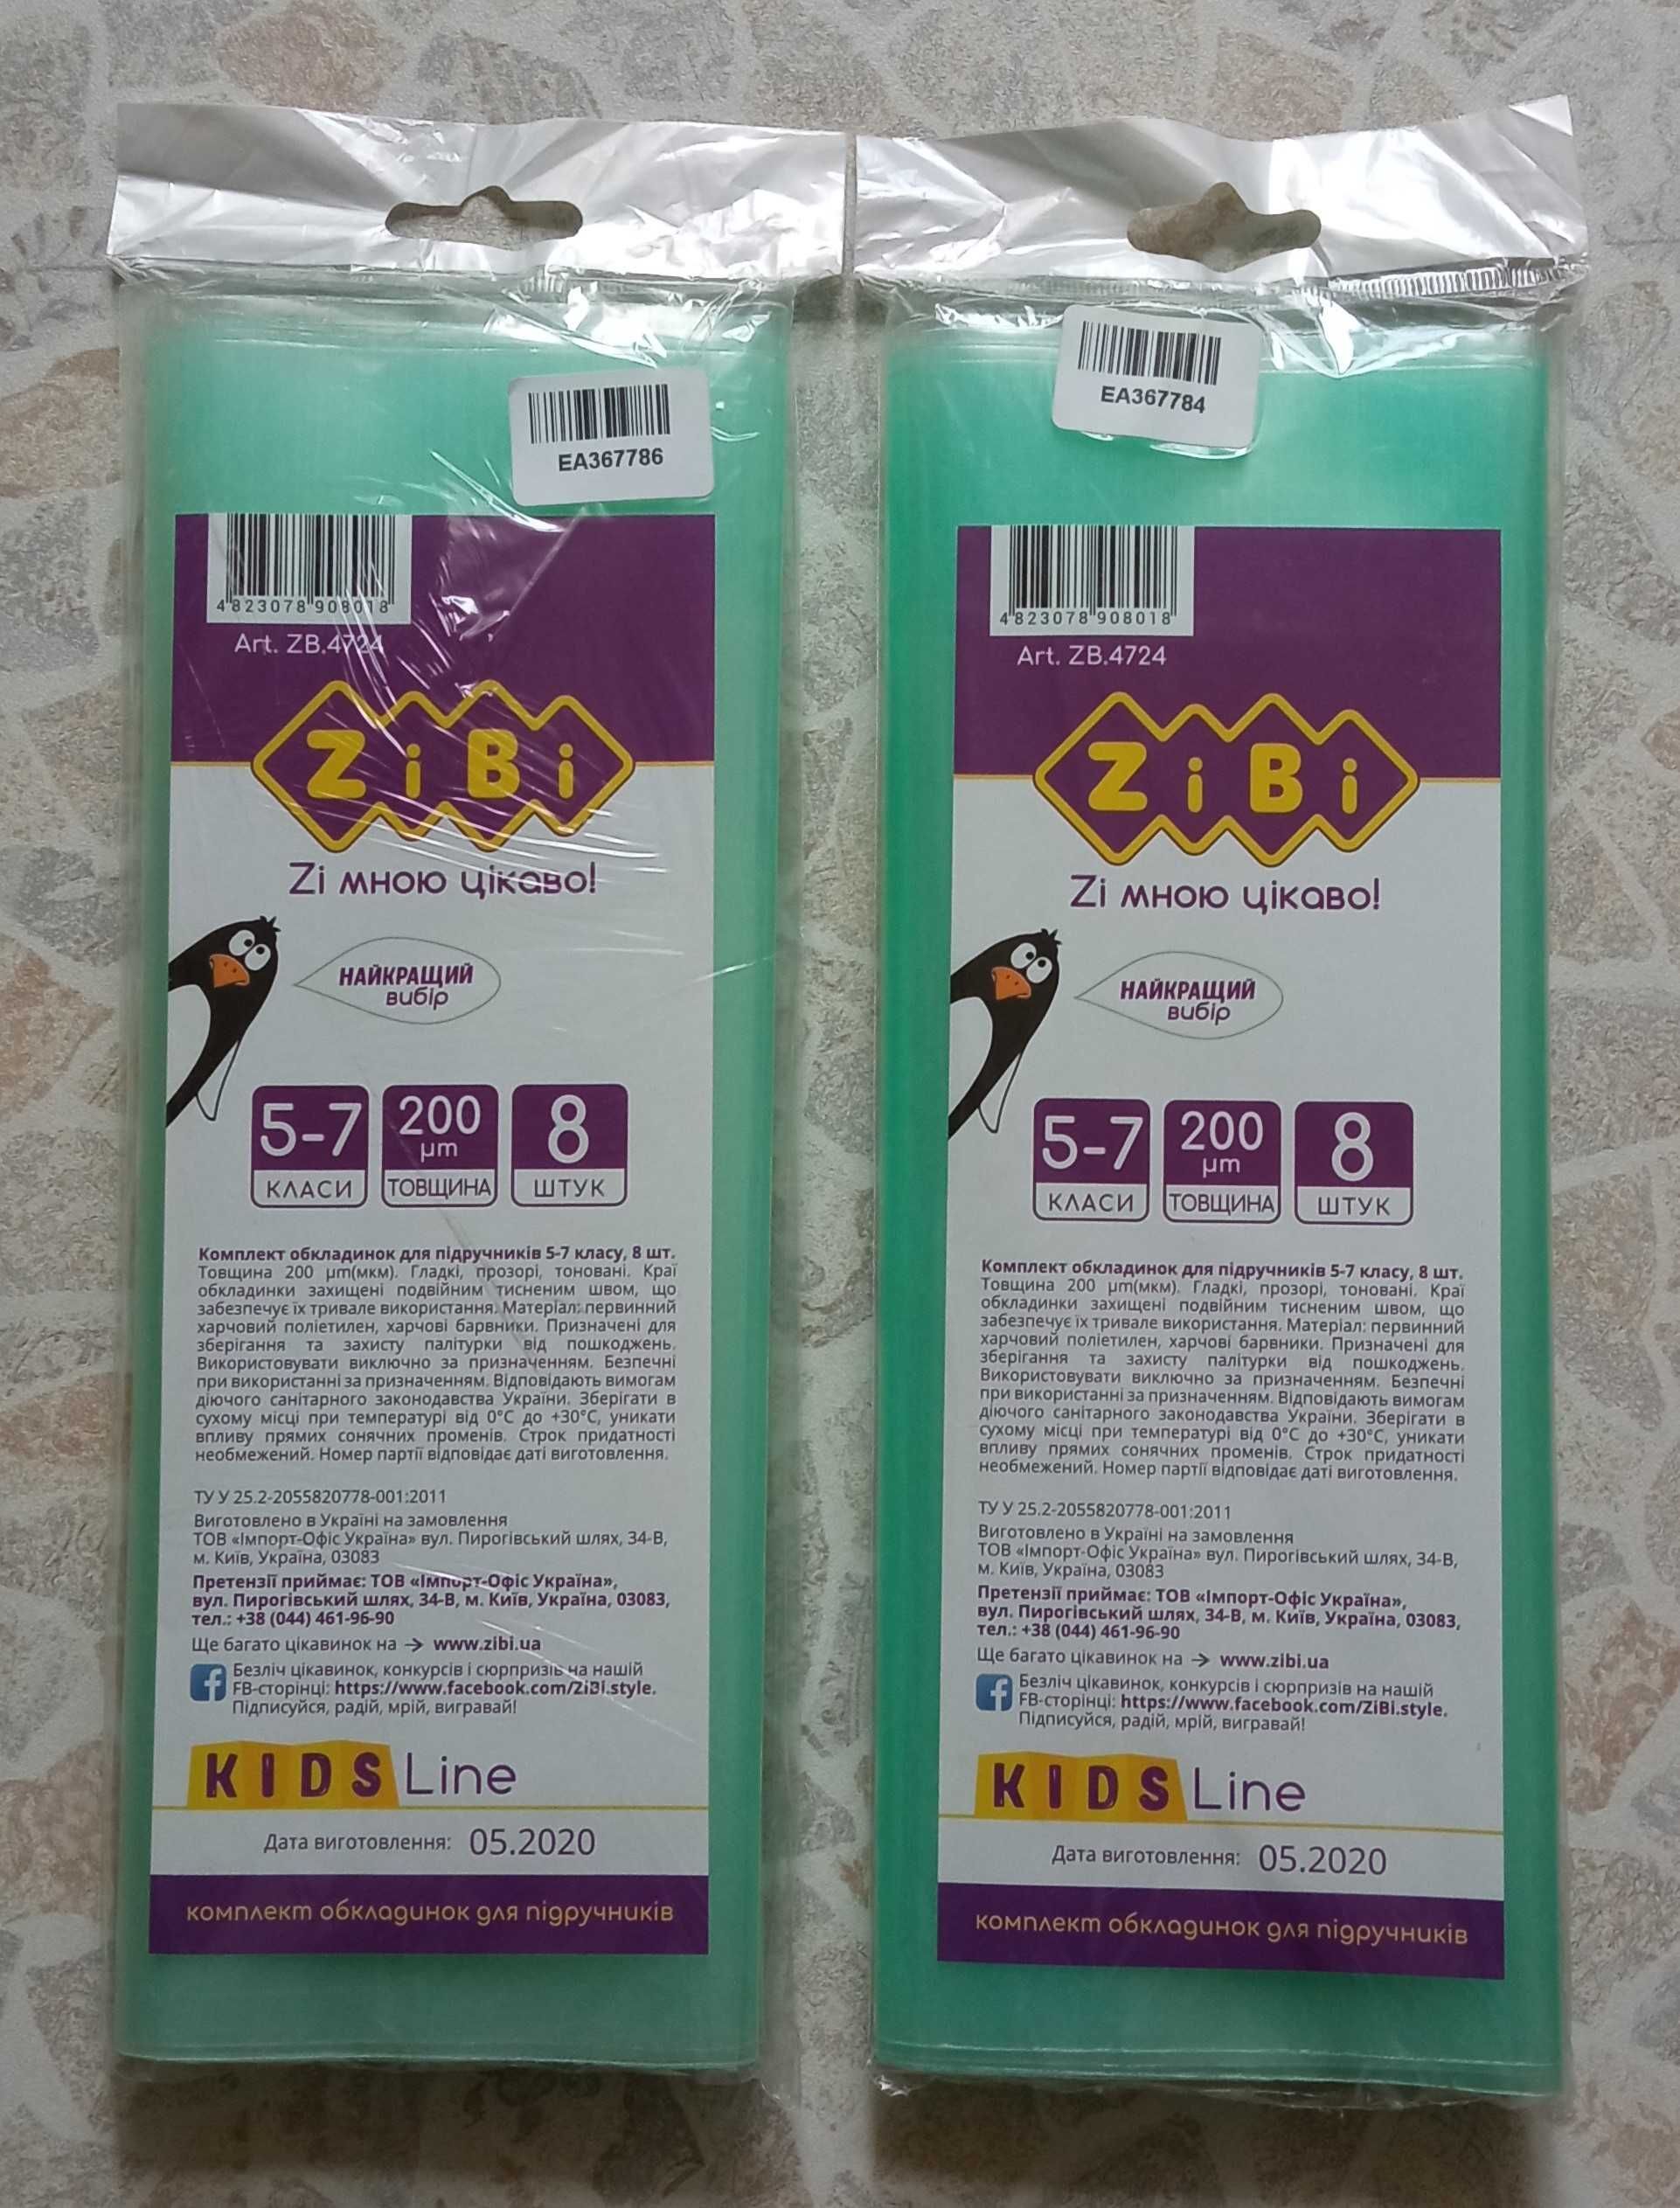 EA367786
4823078908018
Art. ZB.4724
ZiBi
Zi мною цікаво!
НАЙКРАЩИЙ
вибір
5-7
КЛАСИ
200
µm
ТОВЩИНА
8
ШТУК
Комплект обкладинок для підручників 5-7 класу, 8 шт.
Товщина 200 µm(мкм). Гладкі, прозорі, тоновані. Краї
обкладинки захищені подвійним тисненим швом, що
забезпечує їх тривале використання. Матеріал: первинний
харчовий поліетилен, харчові барвники. Призначені для
зберігання та захисту палітурки від пошкоджень.
Використовувати виключно за призначенням. Безпечні
при використанні за призначенням. Відповідають вимогам
діючого санітарного законодавства України. Зберігати в
сухому місці при температурі від 0°C до +30°C, уникати
впливу прямих сонячних променів. Строк придатності
необмежений. Номер партії відповідає даті виготовлення.
ТУ У 25.2-2055820778-001:2011
Виготовлено в Україні на замовлення
ТОВ «Імпорт-Офіс Україна» вул. Пирогівський шлях, 34-В,
м. Київ, Україна, 03083
Претензії приймає: ТОВ «Імпорт-Офіс Україна»,
вул. Пирогівський шлях, 34-В, м. Київ, Україна, 03083,
тел.: +38 (044) 461-96-90
Ще багато цікавинок на → www.zibi.ua
Безліч цікавинок, конкурсів і сюрпризів на нашій
FB-сторінці: https://www.facebook.com/ZiBi.style.
Підписуйся, радій, мрій, вигравай!
KIDS Line
Дата виготовлення: 05.2020
комплект обкладинок для підручників
EA367784
4823078908018
Art. ZB.4724
ZiBi
Zi мною цікаво!
НАЙКРАЩИЙ
вибір
5-7
КЛАСИ
200
µm
ТОВЩИНА
8
ШТУК
Комплект обкладинок для підручників 5-7 класу, 8 шт.
Товщина 200 µm(мкм). Гладкі, прозорі, тоновані. Краї
обкладинки захищені подвійним тисненим швом, що
забезпечує їх тривале використання. Матеріал: первинний
харчовий поліетилен, харчові барвники. Призначені для
зберігання та захисту палітурки від пошкоджень.
Використовувати виключно за призначенням. Безпечні
при використанні за призначенням. Відповідають вимогам
діючого санітарного законодавства України. Зберігати в
сухому місці при температурі від 0°C до +30°C, уникати
впливу прямих сонячних променів. Строк придатності
необмежений. Номер партії відповідає даті виготовлення.
ТУ У 25.2-2055820778-001:2011
Виготовлено в Україні на замовлення
ТОВ «Імпорт-Офіс Україна» вул. Пирогівський шлях, 34-В,
м. Київ, Україна, 03083
Претензії приймає: ТОВ «Імпорт-Офіс Україна»,
вул. Пирогівський шлях, 34-В, м. Київ, Україна, 03083,
тел.: +38 (044) 461-96-90
Ще багато цікавинок на → www.zibi.ua
Безліч цікавинок, конкурсів і сюрпризів на нашій
FB-сторінці: https://www.facebook.com/ZiBi.style.
Підписуйся, радій, мрій, вигравай!
KIDS Line
Дата виготовлення: 05.2020
комплект обкладинок для підручників